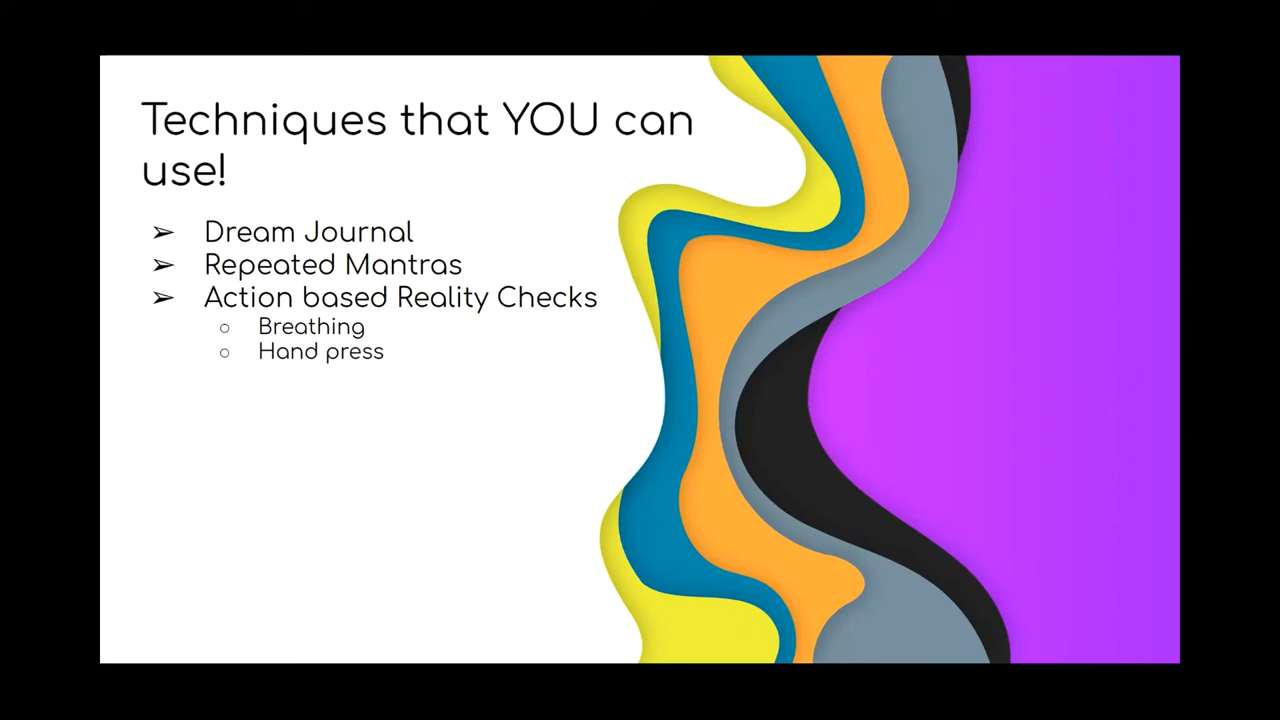 Techniques that YOU can
use!
➢ Dream Journal
➢ Repeated Mantras
➢ Action based Reality Checks
○ Breathing
○ Hand press